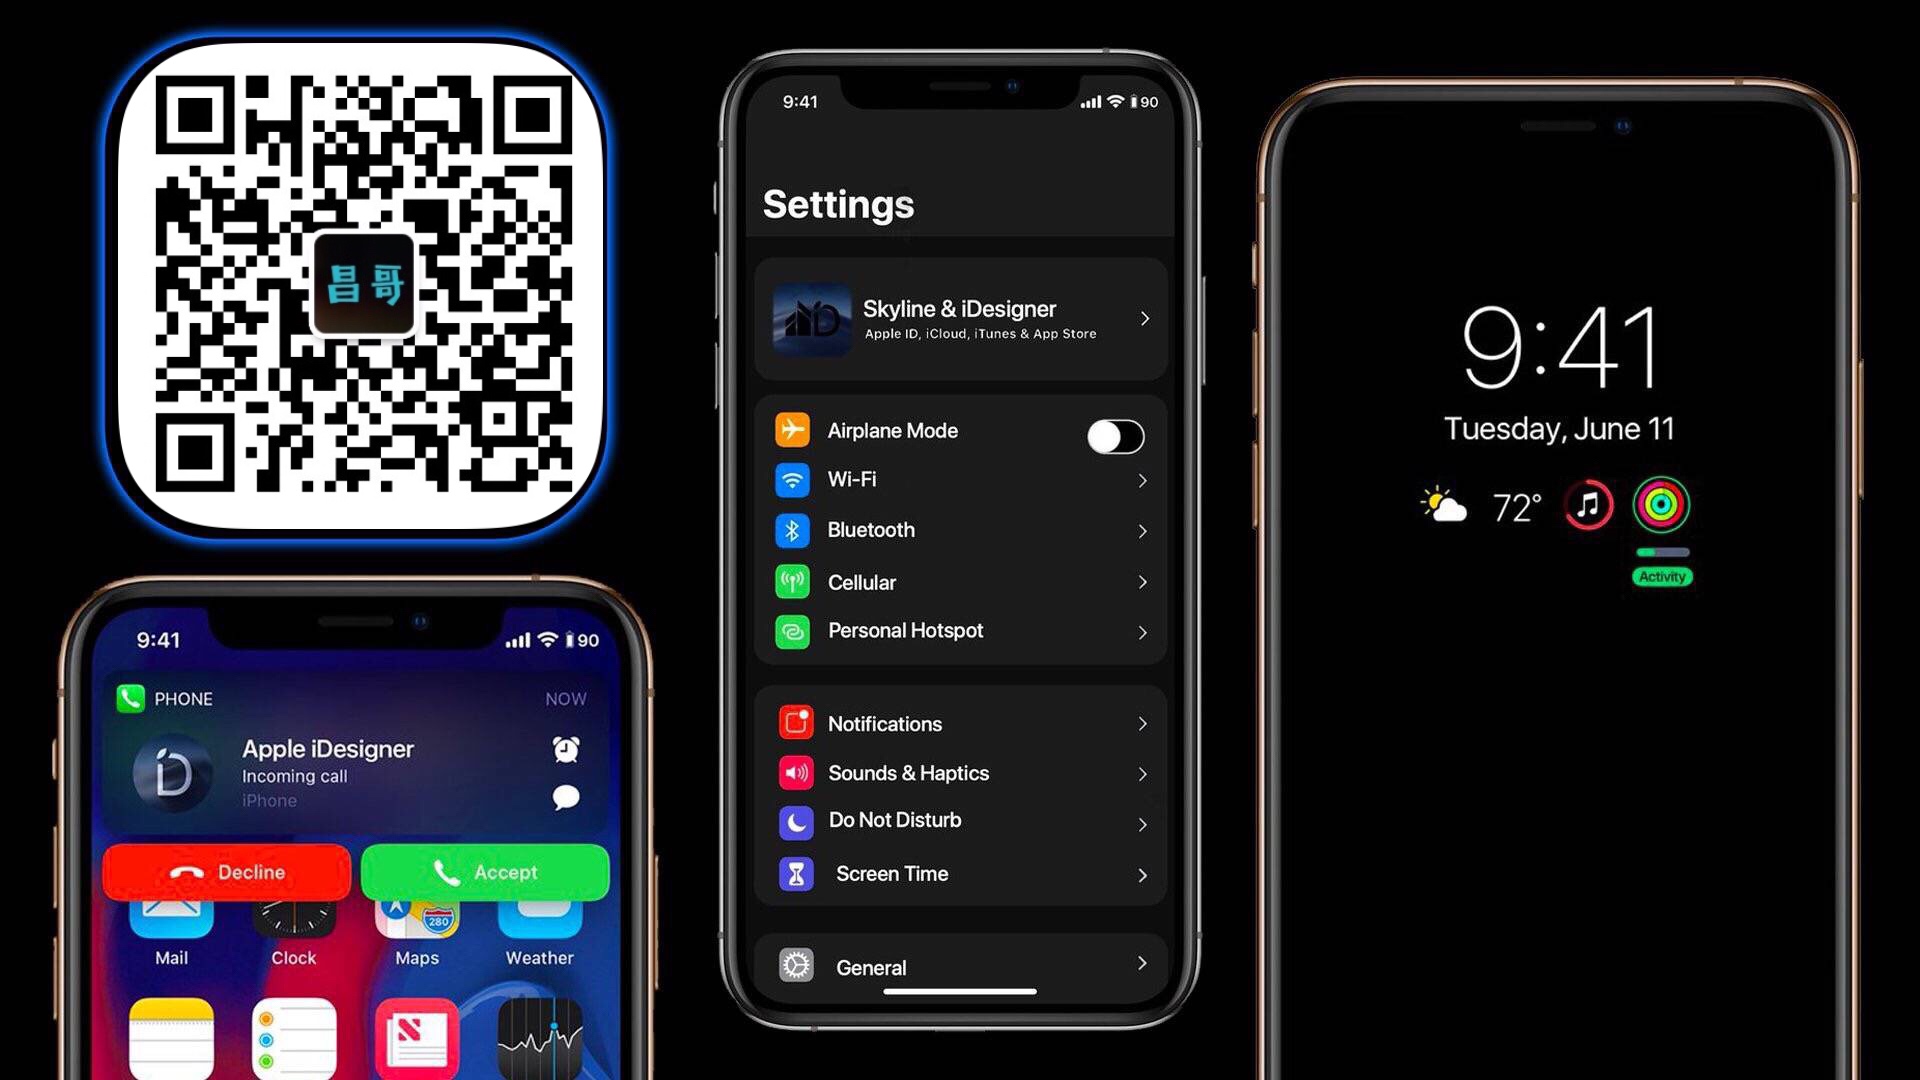 昌哥
9:41
90
PHONE
NOW
Apple iDesigner
Incoming call
iPhone
Decline
Accept
280
Mail
Clock
Maps
Weather
9:41
90
Settings
Skyline & iDesigner
Apple ID, iCloud, iTunes & App Store
Airplane Mode
Wi-Fi
Bluetooth
Cellular
Personal Hotspot
Notifications
Sounds & Haptics
Do Not Disturb
Screen Time
General
9:41
Tuesday, June 11
72°
Activity